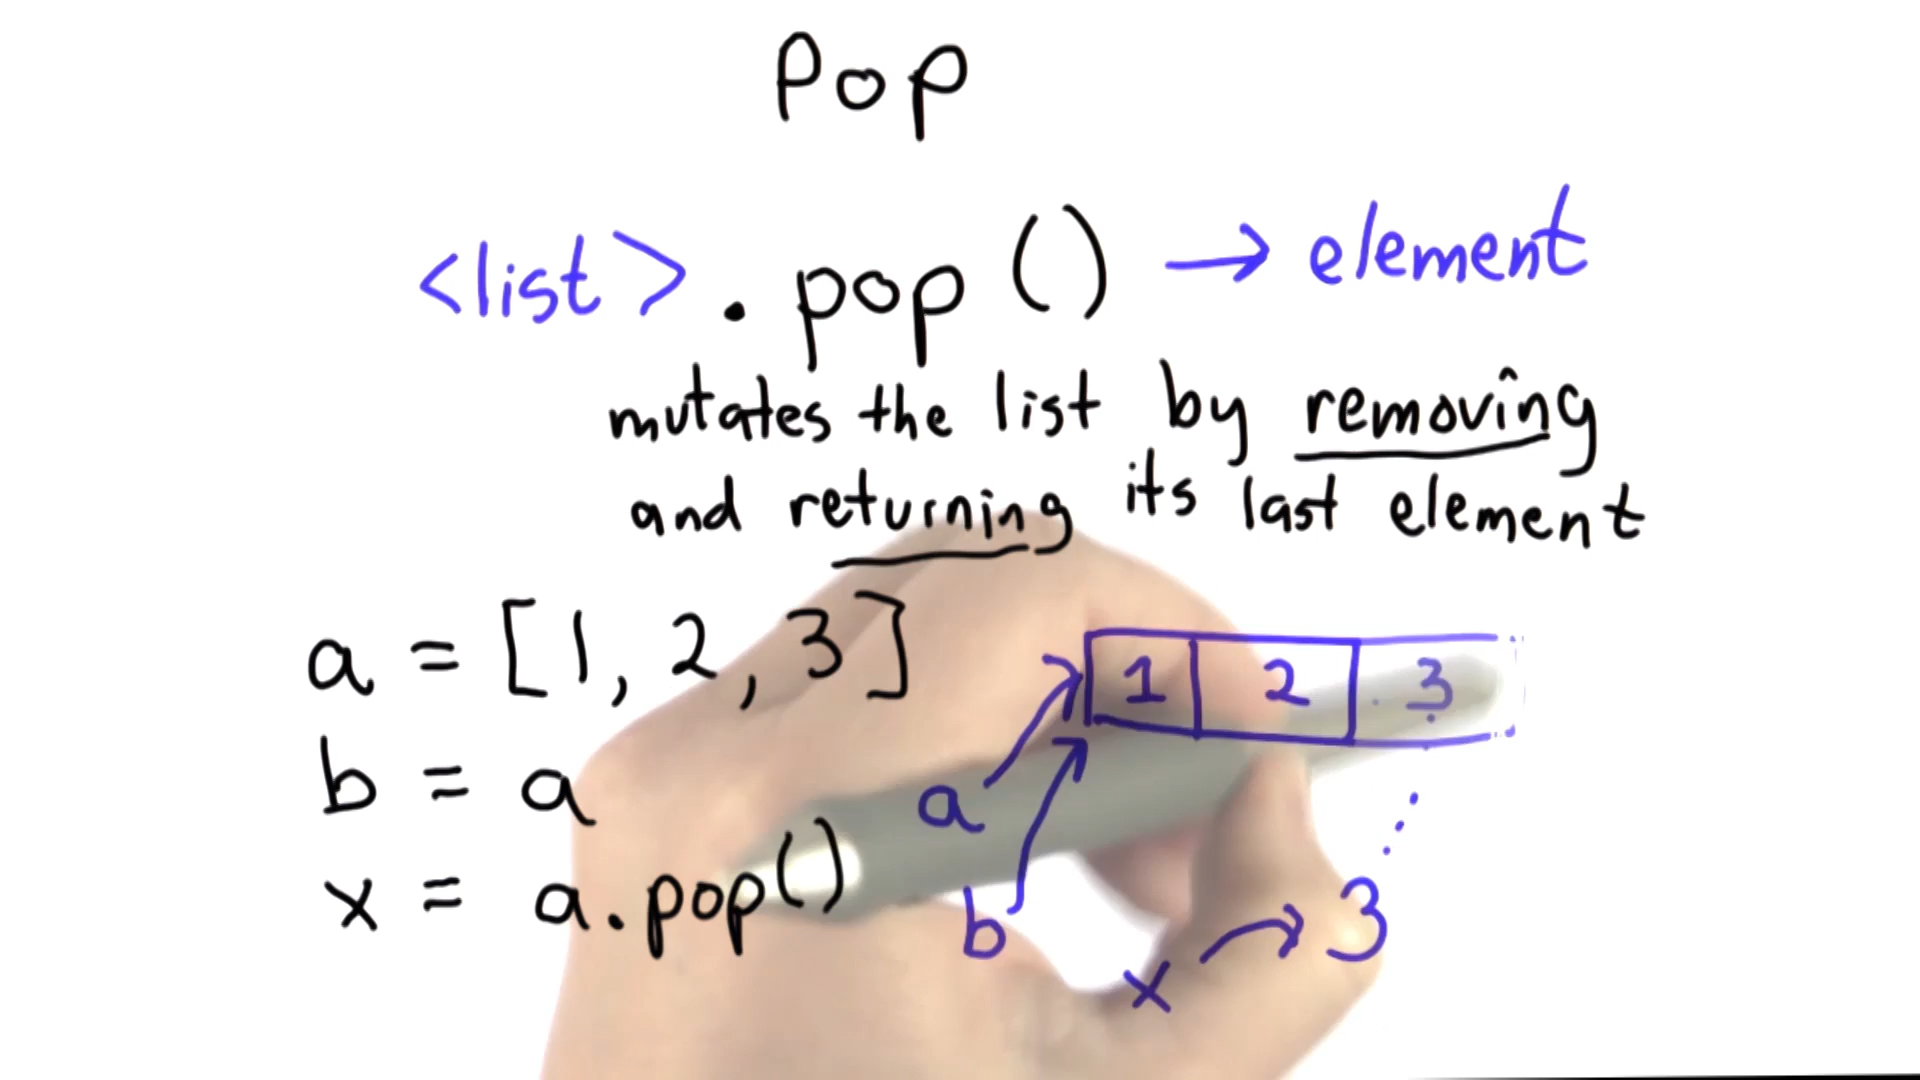 Pop
<list>.pop() → element
mutates the list by removing
and returning its last element
a = [1, 2, 3]
1 2 3
b = a
a
x = a.pop()
b
x → 3